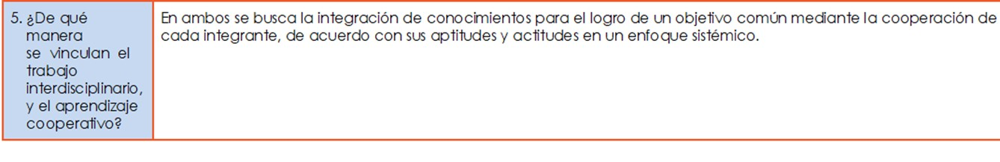 5. ¿De qué
manera
se vinculan el
trabajo
interdisciplinario,
y el aprendizaje
cooperativo?
En ambos se busca la integración de conocimientos para el logro de un objetivo común mediante la cooperación de
cada integrante, de acuerdo con sus aptitudes y actitudes en un enfoque sistémico.